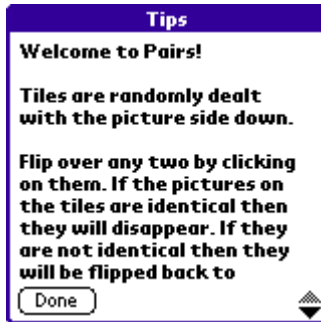 Tips
Welcome to Pairs!
Tiles are randomly dealt
with the picture side down.
Flip over any two by clicking
on them. If the pictures on
the tiles are identical then
they will disappear. If they
are not identical then they
will be flipped back to
Done